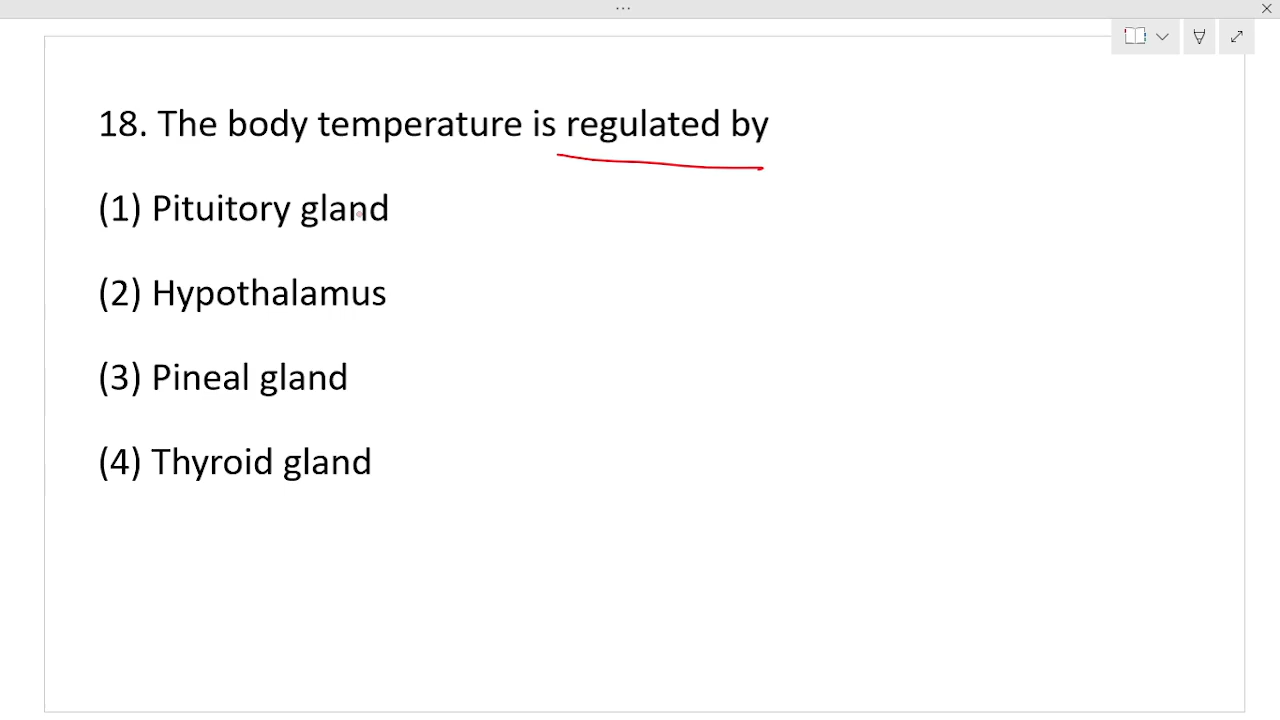 18. The body temperature is regulated by
(1) Pituitory gland
(2) Hypothalamus
(3) Pineal gland
(4) Thyroid gland